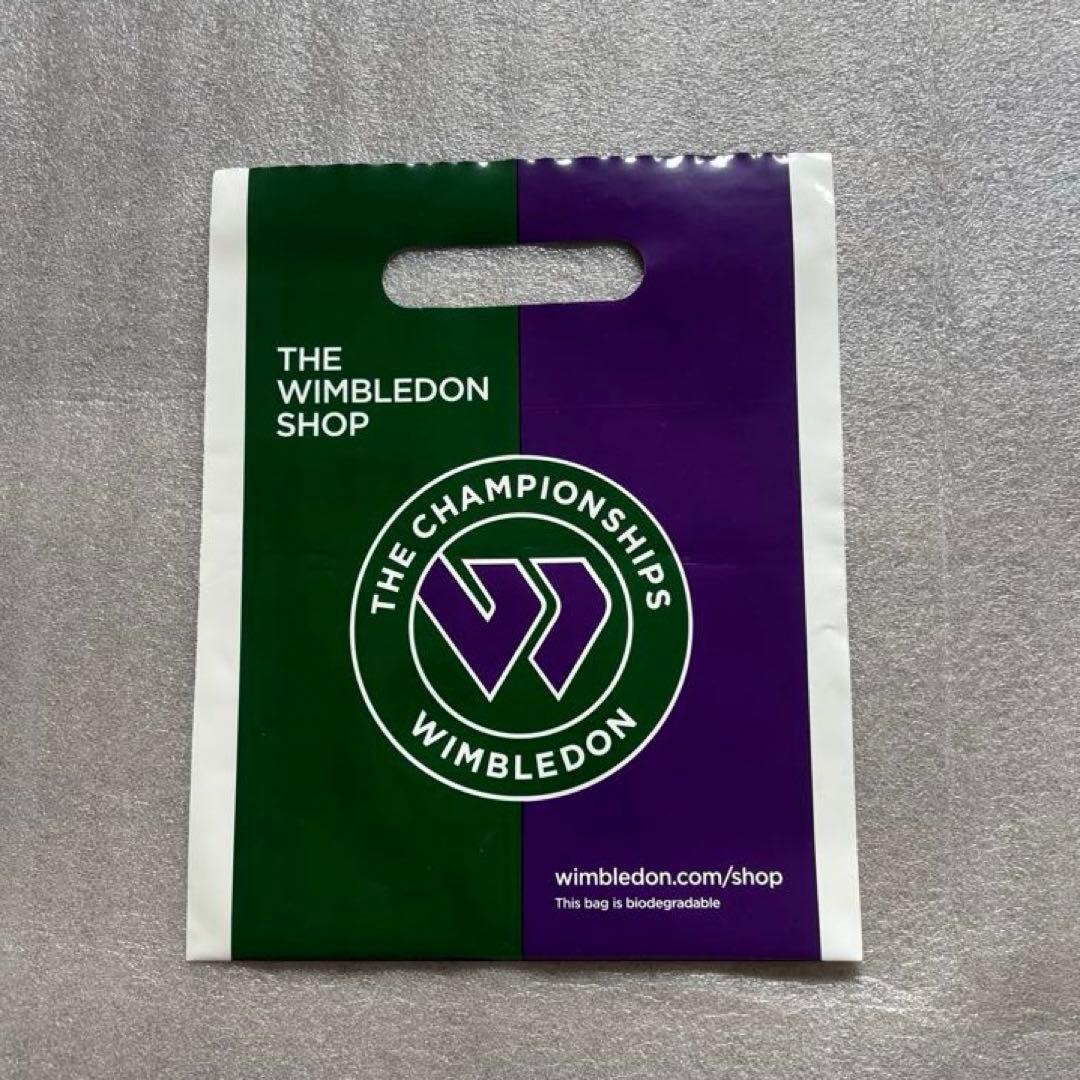 THE
WIMBLEDON
SHOP
THE CHAMPIONSHIPS
WIMBLEDON
wimbledon.com/shop
This bag is biodegradable